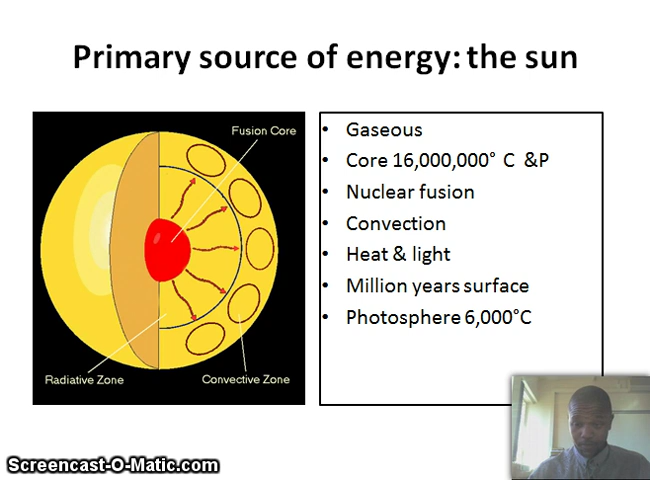 Primary source of energy: the sun
Fusion Core
Radiative Zone
Convective Zone
• Gaseous
• Core 16,000,000° C &P
• Nuclear fusion
• Convection
• Heat & light
• Million years surface
• Photosphere 6,000°C
Screencast-O-Matic.com